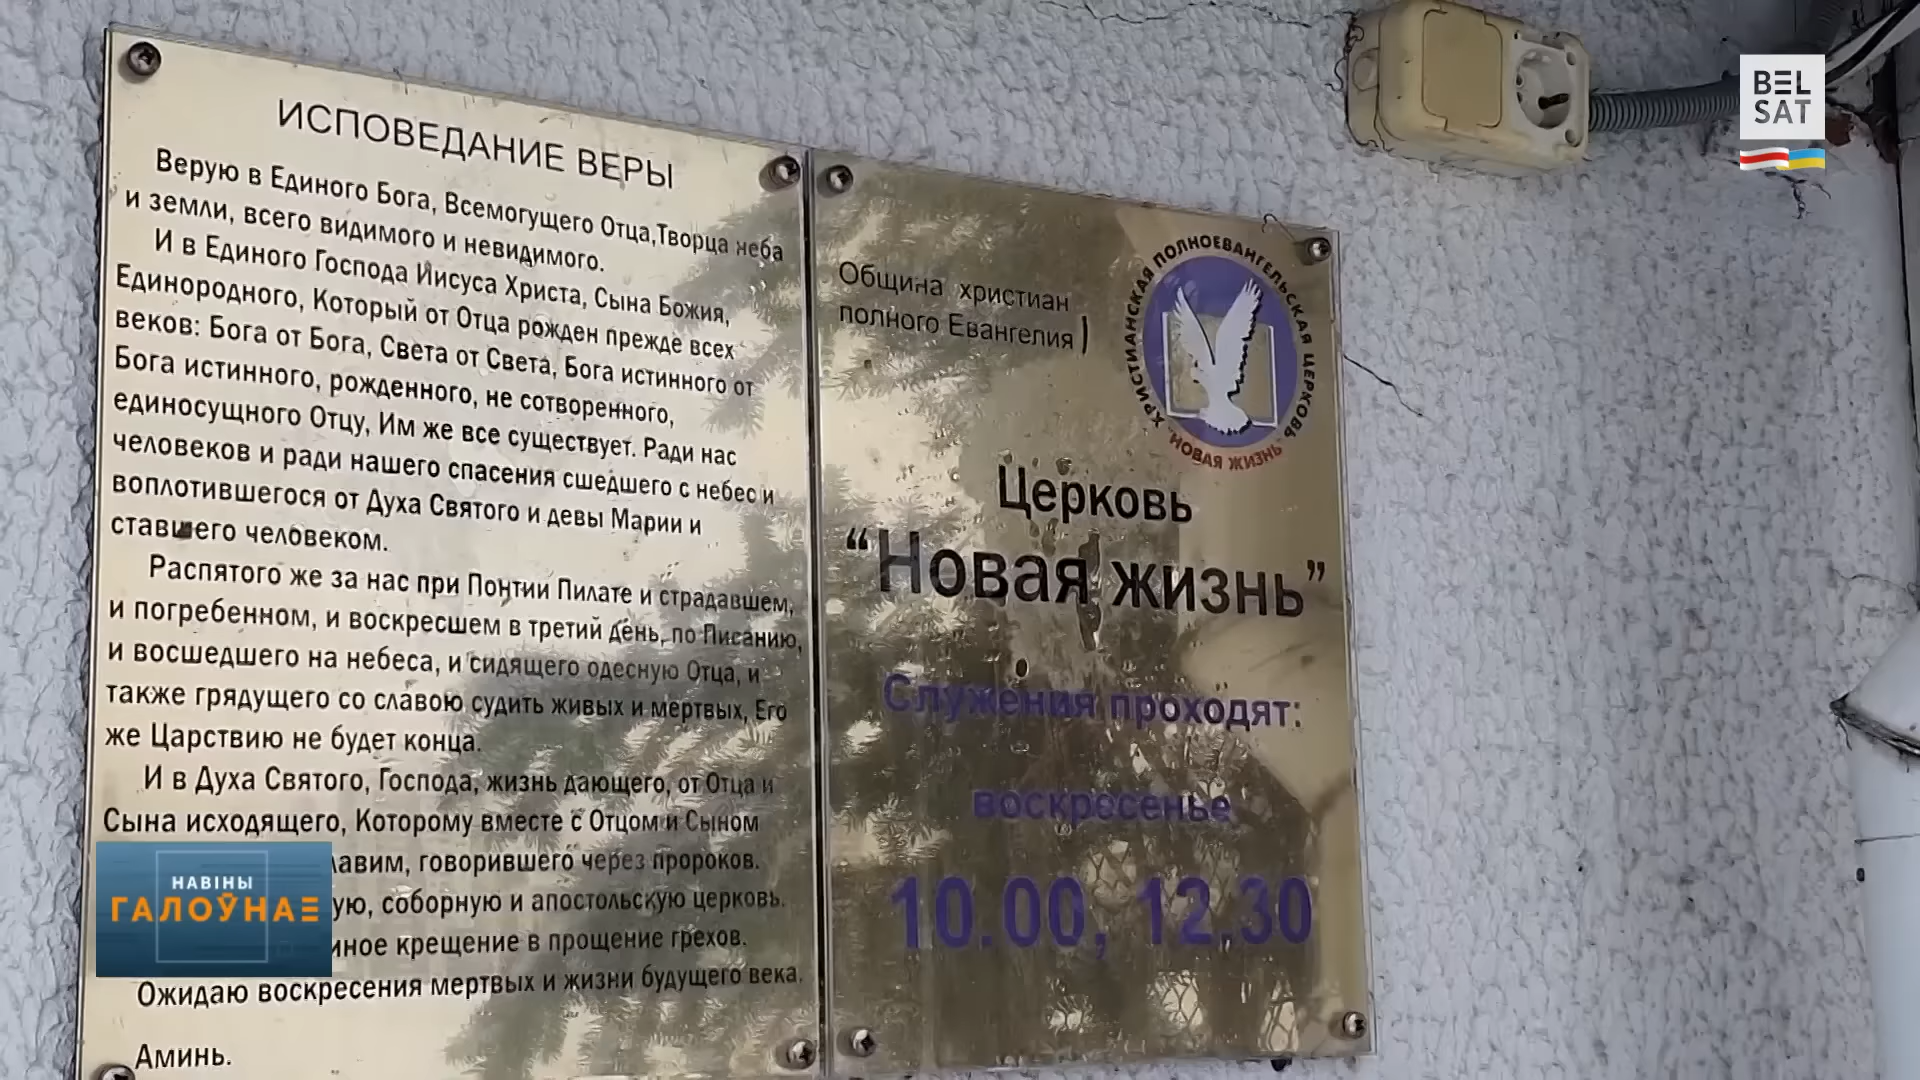 ИСПОВЕДАНИЕ ВЕРЫ
Верую в Единого Бога, Всемогущего Отца,Творца неба
и земли, всего видимого и невидимого.
И в Единого Господа Иисуса Христа, Сына Божия,
Единородного, Который от Отца рожден прежде всех
веков: Бога от Бога, Света от Света, Бога истинного от
Бога истинного, рожденного, не сотворенного,
единосущного Отцу, Им же все существует. Ради нас
человеков и ради нашего спасения сшедшего с небес и
воплотившегося от Духа Святого и девы Марии и
ставшего человеком.
Распятого же за нас при Понтии Пилате и страдавшем,
и погребенном, и воскресшем в третий день, по Писанию,
и восшедшего на небеса, и сидящего одесную Отца, и
также грядущего со славою судить живых и мертвых, Его
же Царствию не будет конца.
И в Духа Святого, Господа, жизнь дающего, от Отца и
Сына исходящего, Которому вместе с Отцом и Сыном
лавим, говорившего через пророков.
ую, соборную и апостольскую церковь.
иное крещение в прощение грехов.
Ожидаю воскресения мертвых и жизни будущего века.
Аминь.
Община христиан
полного Евангелия
ХРИСТИАНСКАЯ ПОЛНОЕВАНГЕЛЬСКАЯ ЦЕРКОВЬ
НОВАЯ ЖИЗНЬ
Церковь
“Новая жизнь”
Служения проходят:
воскресенье
10.00, 12.30
BEL
SAT
НАВІНЫ
ГАЛОЎНАЕ